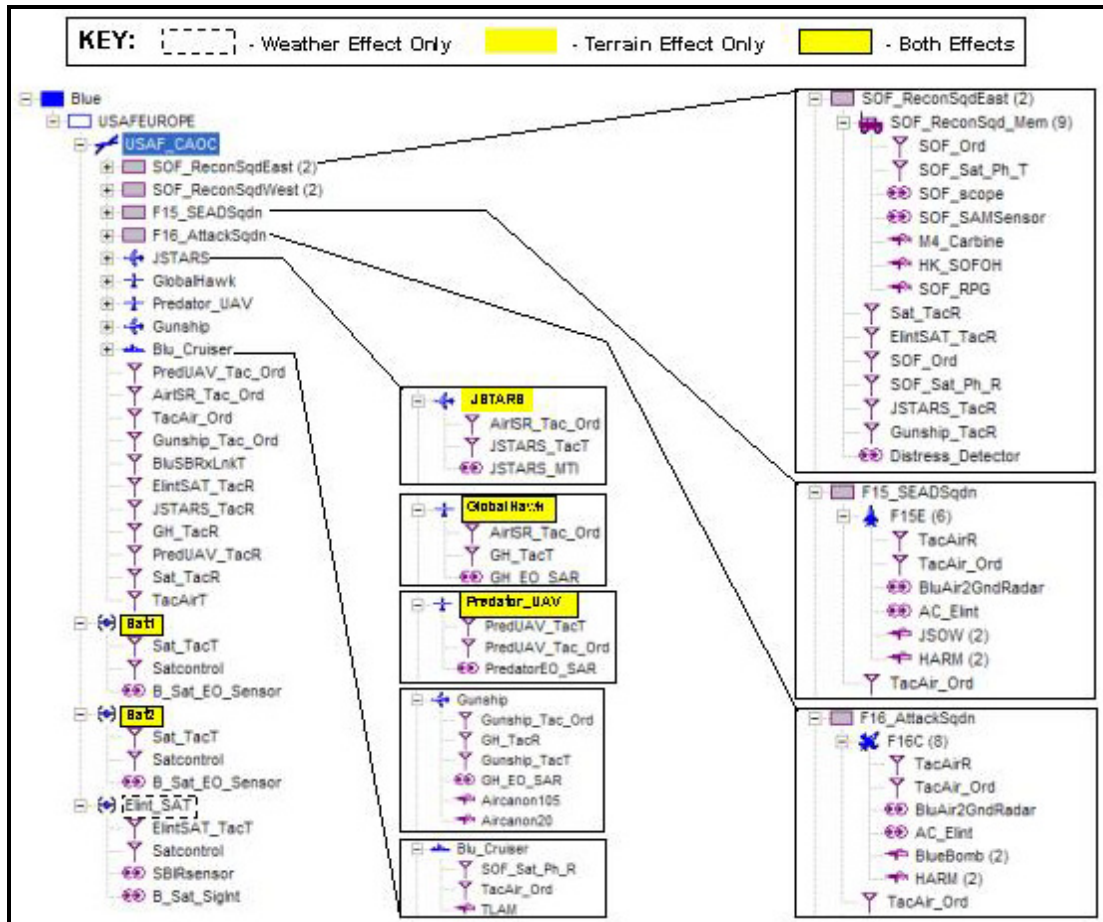 KEY: - Weather Effect Only - Terrain Effect Only - Both Effects
Blue
USAFEUROPE
USAF_CAOC
SOF_ReconSqdEast (2)
SOF_ReconSqdWest (2)
F15_SEADSqdn
F16_AttackSqdn
JSTARS
GlobalHawk
Predator_UAV
Gunship
Blu_Cruiser
PredUAV_Tac_Ord
AirISR_Tac_Ord
TacAir_Ord
Gunship_Tac_Ord
BluSBRxLnkT
ElintSAT_TacR
JSTARS_TacR
GH_TacR
PredUAV_TacR
Sat_TacR
TacAirT
Sat1
Sat_TacT
Satcontrol
B_Sat_EO_Sensor
Sat2
Sat_TacT
Satcontrol
B_Sat_EO_Sensor
Elint_SAT
ElintSAT_TacT
Satcontrol
SBIRsensor
B_Sat_SigInt
JSTARS
AirISR_Tac_Ord
JSTARS_TacT
JSTARS_MTI
GlobalHawk
AirISR_Tac_Ord
GH_TacT
GH_EO_SAR
Predator_UAV
PredUAV_TacT
PredUAV_Tac_Ord
PredatorEO_SAR
Gunship
Gunship_Tac_Ord
GH_TacR
Gunship_TacT
GH_EO_SAR
Aircanon105
Aircanon20
Blu_Cruiser
SOF_Sat_Ph_R
TacAir_Ord
TLAM
SOF_ReconSqdEast (2)
SOF_ReconSqd_Mem (9)
SOF_Ord
SOF_Sat_Ph_T
SOF_scope
SOF_SAMSensor
M4_Carbine
HK_SOFOH
SOF_RPG
Sat_TacR
ElintSAT_TacR
SOF_Ord
SOF_Sat_Ph_R
JSTARS_TacR
Gunship_TacR
Distress_Detector
F15_SEADSqdn
F15E (6)
TacAirR
TacAir_Ord
BluAir2GndRadar
AC_Elint
JSOW (2)
HARM (2)
TacAir_Ord
F16_AttackSqdn
F16C (8)
TacAirR
TacAir_Ord
BluAir2GndRadar
AC_Elint
BlueBomb (2)
HARM (2)
TacAir_Ord